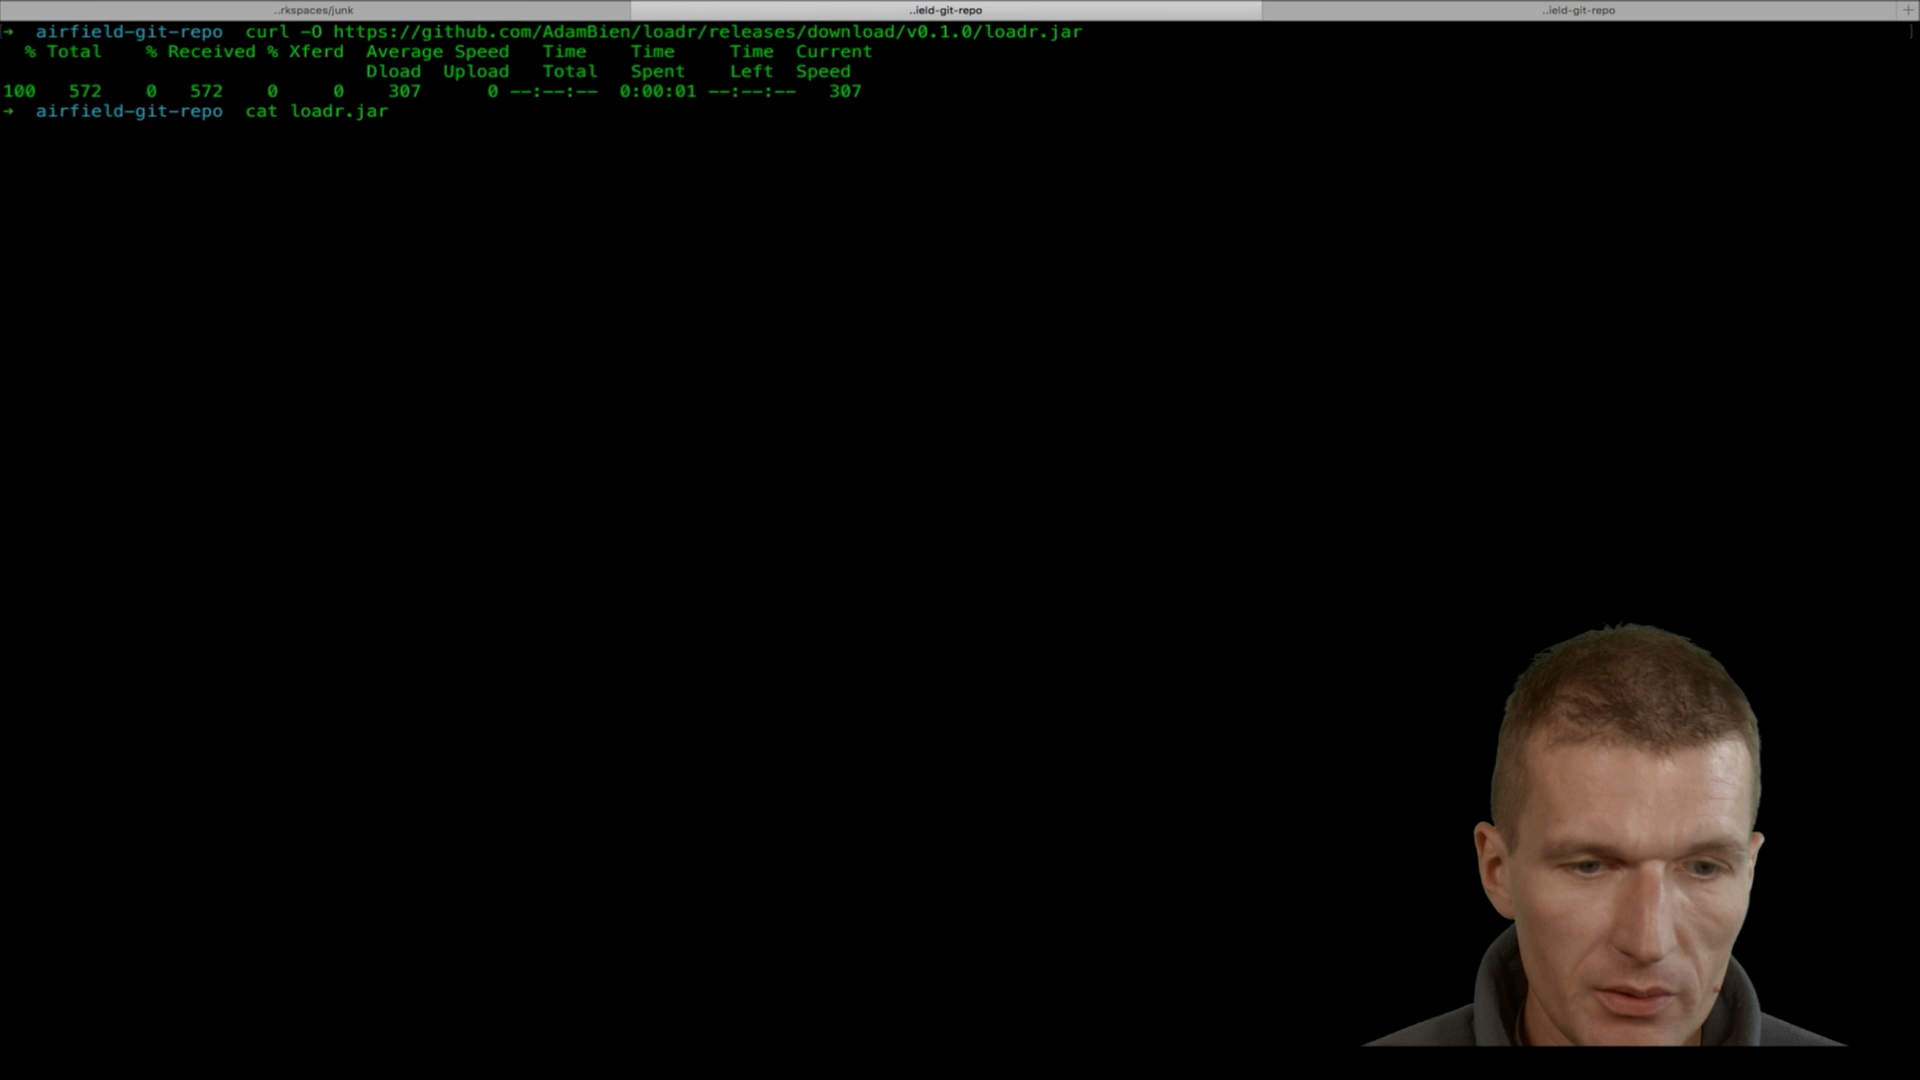 ..rkspaces/junk
..ield-git-repo
..ield-git-repo
+
→ airfield-git-repo curl -O https://github.com/AdamBien/loadr/releases/download/v0.1.0/loadr.jar
% Total % Received % Xferd Average Speed Time Time Time Current
Dload Upload Total Spent Left Speed
100 572 0 572 0 0 307 0 --:--:-- 0:00:01 --:--:-- 307
→ airfield-git-repo cat loadr.jar